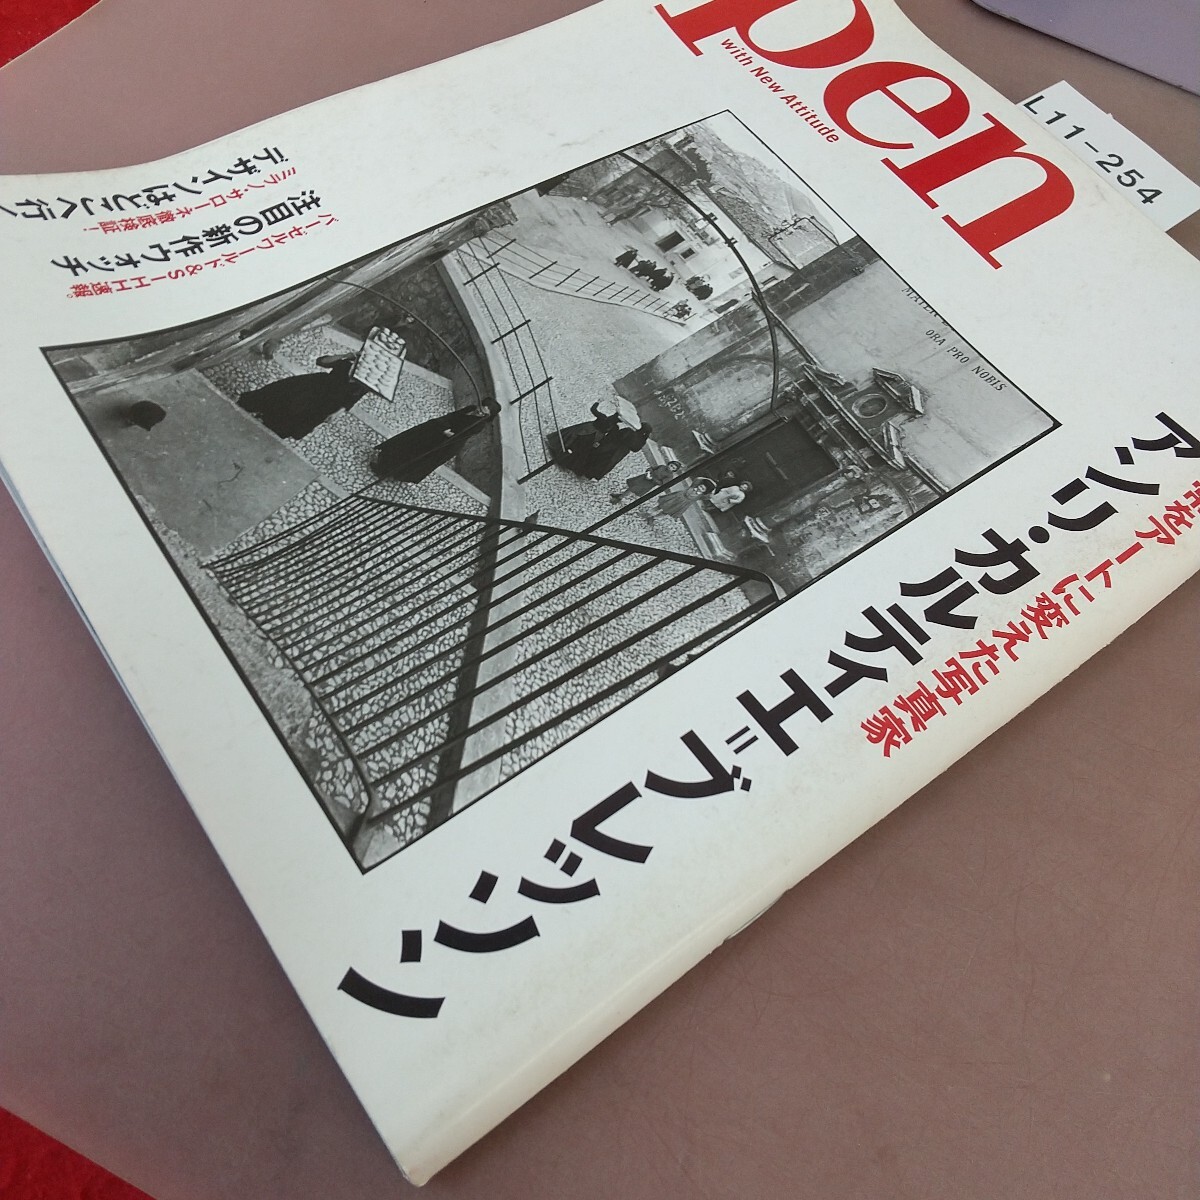 pen
with New Attitude
L11-254
をアートに変えた写真家
アンリ・カルティエ＝ブレッソン
バーゼルワールド&SIHH速報。
注目の新作ウオッチ
ミラノ・サローネ徹底検証！
デザインはどこへ行
ORA PRO NOBIS